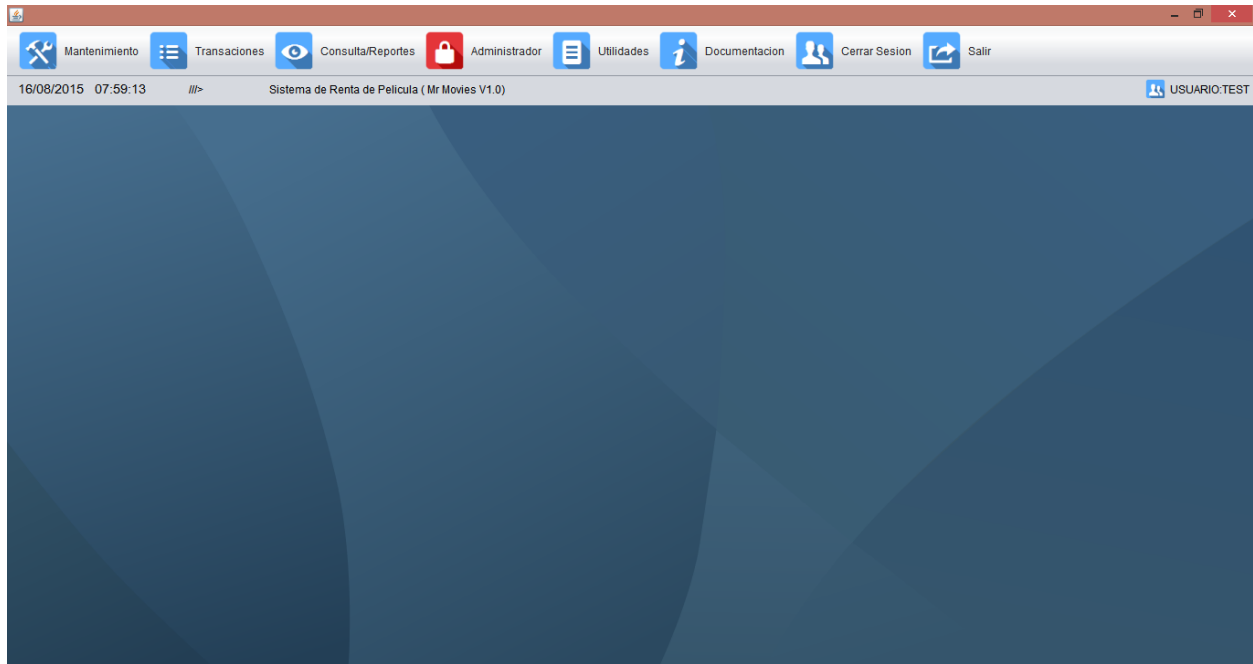 Mantenimiento Transaciones Consulta/Reportes Administrador Utilidades Documentacion Cerrar Sesion Salir
16/08/2015 07:59:13 ///> Sistema de Renta de Pelicula ( Mr Movies V1.0) USUARIO:TEST